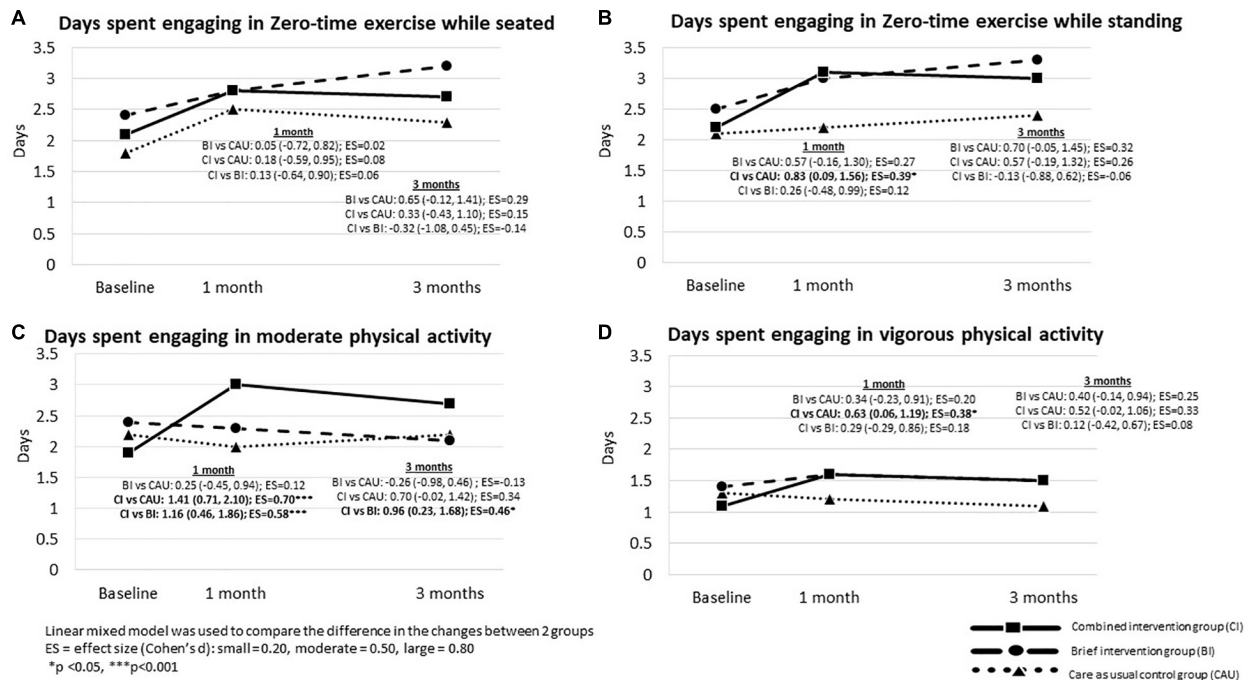 A
Days spent engaging in Zero-time exercise while seated
3.5
3
2.5
2
1.5
1
0.5
0
Days
1 month
BI vs CAU: 0.05 (-0.72, 0.82); ES=0.02
CI vs CAU: 0.18 (-0.59, 0.95); ES=0.08
CI vs BI: 0.13 (-0.64, 0.90); ES=0.06
3 months
BI vs CAU: 0.65 (-0.12, 1.41); ES=0.29
CI vs CAU: 0.33 (-0.43, 1.10); ES=0.15
CI vs BI: -0.32 (-1.08, 0.45); ES=-0.14
Baseline 1 month 3 months
B
Days spent engaging in Zero-time exercise while standing
3.5
3
2.5
2
1.5
1
0.5
0
Days
1 month
BI vs CAU: 0.57 (-0.16, 1.30); ES=0.27
CI vs CAU: 0.83 (0.09, 1.56); ES=0.39*
CI vs BI: 0.26 (-0.48, 0.99); ES=0.12
3 months
BI vs CAU: 0.70 (-0.05, 1.45); ES=0.32
CI vs CAU: 0.57 (-0.19, 1.32); ES=0.26
CI vs BI: -0.13 (-0.88, 0.62); ES=-0.06
Baseline 1 month 3 months
C
Days spent engaging in moderate physical activity
3.5
3
2.5
2
1.5
1
0.5
0
Days
1 month
BI vs CAU: 0.25 (-0.45, 0.94); ES=0.12
CI vs CAU: 1.41 (0.71, 2.10); ES=0.70***
CI vs BI: 1.16 (0.46, 1.86); ES=0.58***
3 months
BI vs CAU: -0.26 (-0.98, 0.46); ES=-0.13
CI vs CAU: 0.70 (-0.02, 1.42); ES=0.34
CI vs BI: 0.96 (0.23, 1.68); ES=0.46*
Baseline 1 month 3 months
D
Days spent engaging in vigorous physical activity
3.5
3
2.5
2
1.5
1
0.5
0
Days
1 month
BI vs CAU: 0.34 (-0.23, 0.91); ES=0.20
CI vs CAU: 0.63 (0.06, 1.19); ES=0.38*
CI vs BI: 0.29 (-0.29, 0.86); ES=0.18
3 months
BI vs CAU: 0.40 (-0.14, 0.94); ES=0.25
CI vs CAU: 0.52 (-0.02, 1.06); ES=0.33
CI vs BI: 0.12 (-0.42, 0.67); ES=0.08
Baseline 1 month 3 months
Linear mixed model was used to compare the difference in the changes between 2 groups
ES = effect size (Cohen's d): small=0.20, moderate = 0.50, large = 0.80
*p <0.05, ***p<0.001
Combined intervention group (CI)
Brief intervention group (BI)
Care as usual control group (CAU)